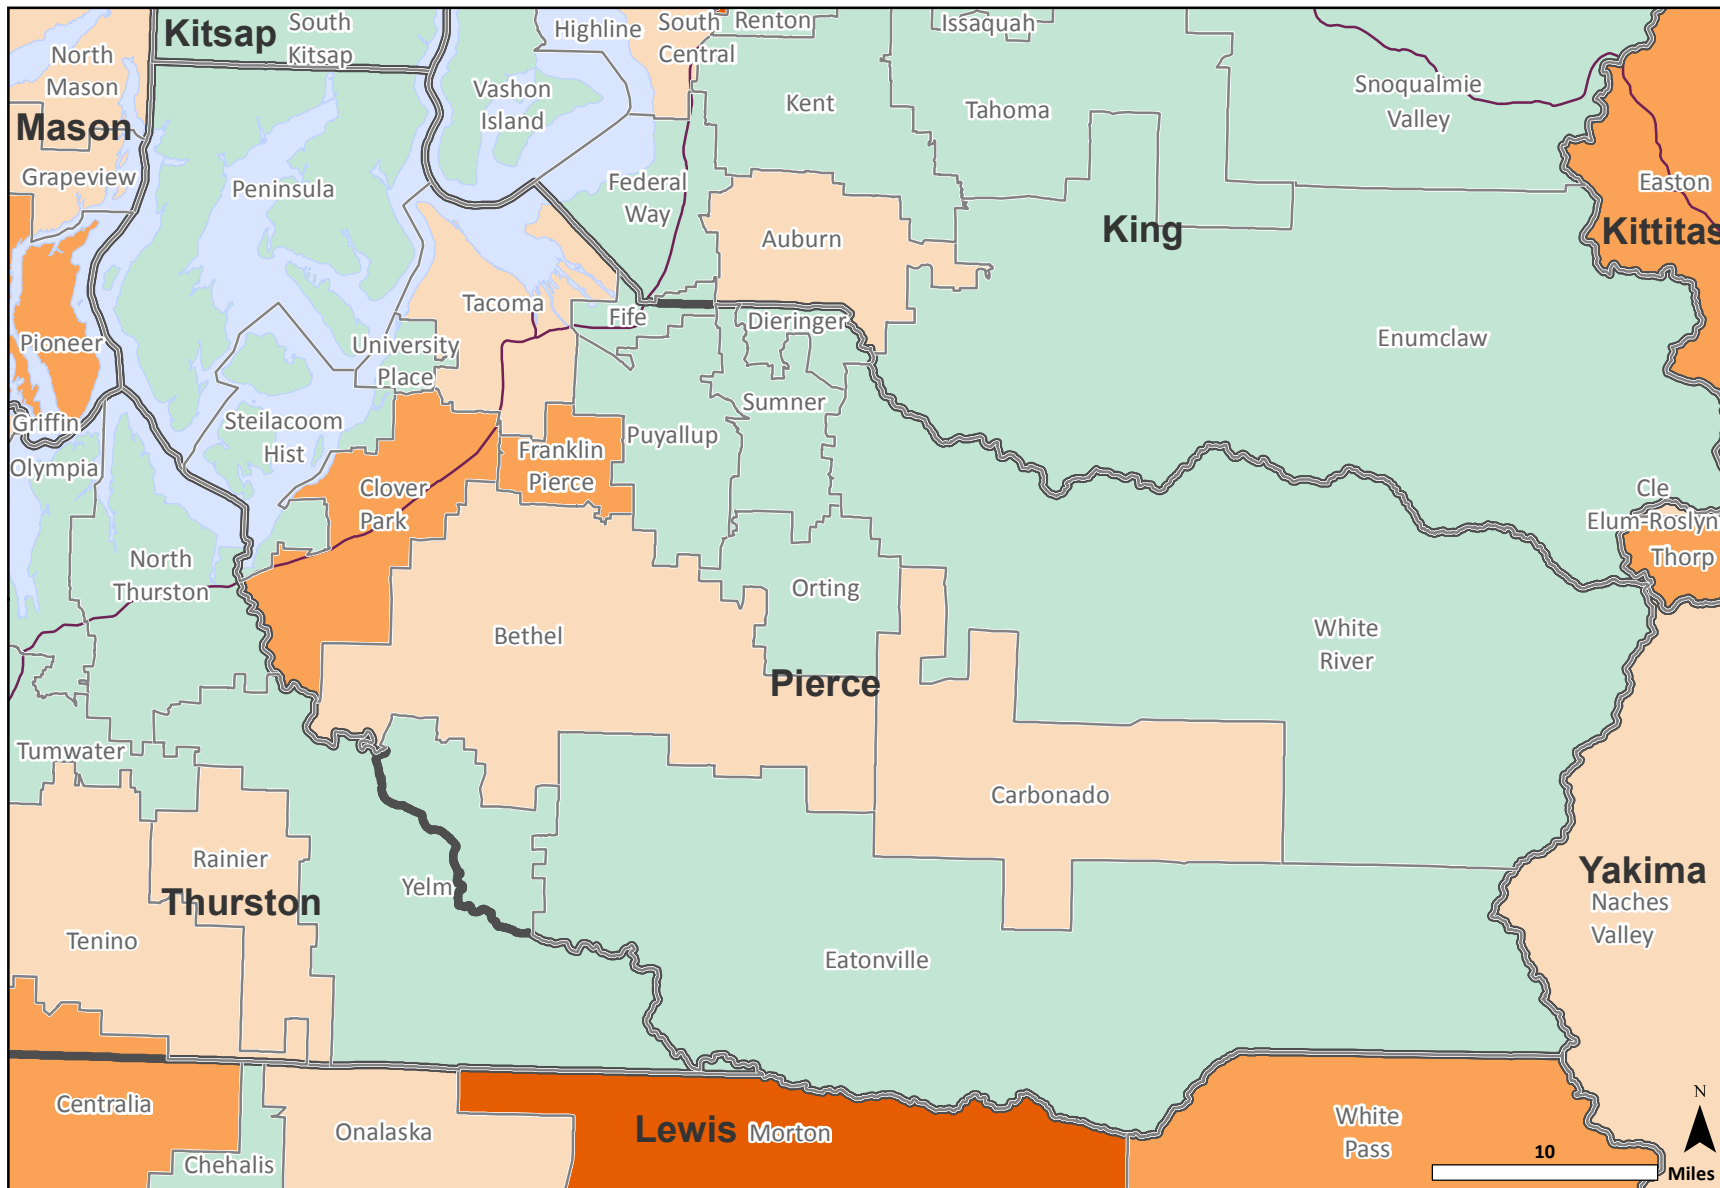 Kitsap
South
Kitsap
Highline
South
Central
Renton
Issaquah
North
Mason
Vashon
Island
Kent
Tahoma
Snoqualmie
Valley
Mason
Grapeview
Peninsula
Federal
Way
Easton
Auburn
King
Kittitas
Tacoma
Fife
Dieringer
Pioneer
University
Place
Enumclaw
Griffin
Steilacoom
Hist
Sumner
Puyallup
Olympia
Clover
Park
Franklin
Pierce
Cle
Elum-Roslyn
Thorp
North
Thurston
Orting
Bethel
White
River
Pierce
Tumwater
Carbonado
Rainier
Yelm
Thurston
Yakima
Naches
Valley
Tenino
Eatonville
Centralia
Onalaska
Lewis
Morton
White
Pass
Chehalis
N
10
Miles